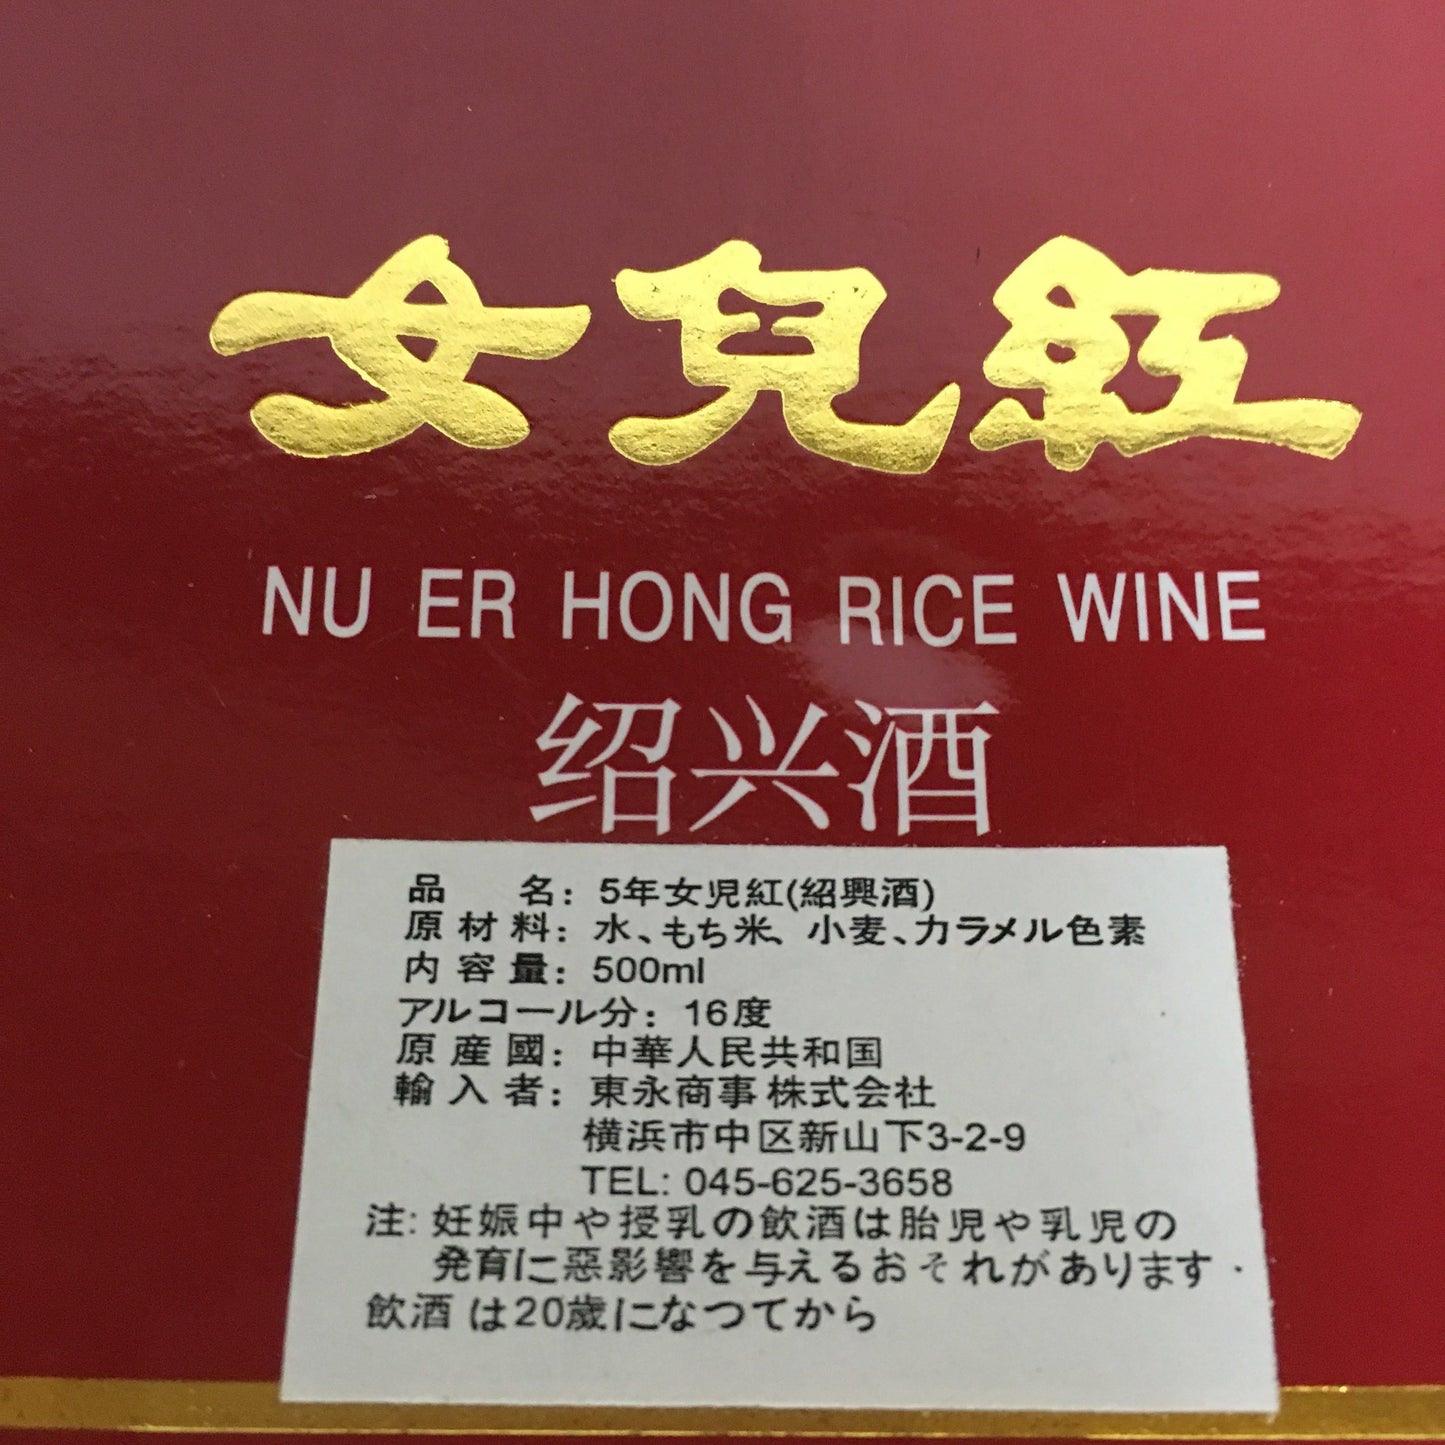 女兒紅
NU ER HONG RICE WINE
绍兴酒
品 名: 5年女児紅(紹興酒)
原材料: 水、もち米、小麦、カラメル色素
内容量: 500ml
アルコール分: 16度
原産國: 中華人民共和国
輸入者: 東永商事株式会社
横浜市中区新山下3-2-9
TEL: 045-625-3658
注: 妊娠中や授乳の飲酒は胎児や乳児の
発育に惡影響を与えるおそれがあります.
飲酒は20歳になつてから